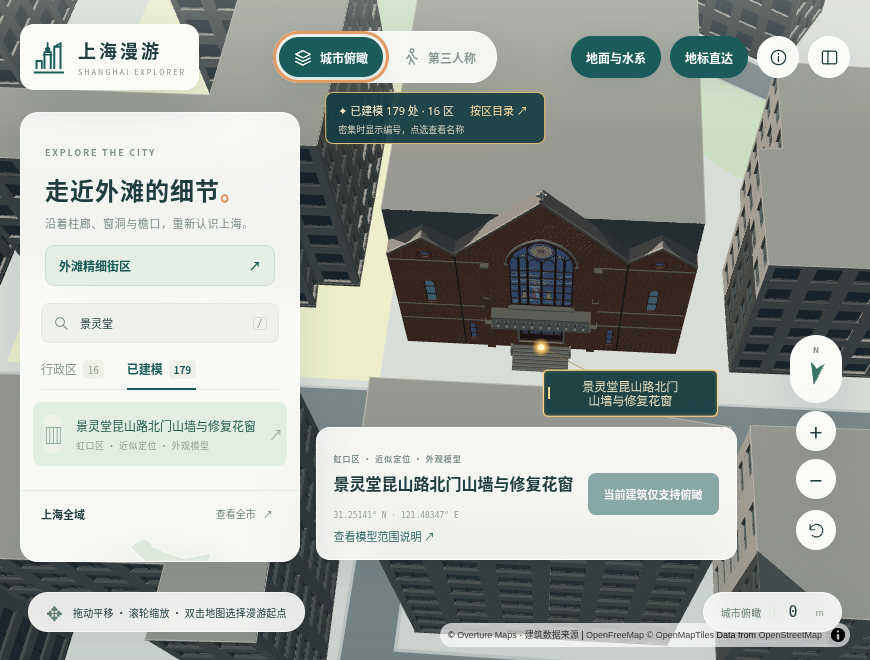 上海漫游
SHANGHAI EXPLORER
城市俯瞰
第三人称
地面与水系
地标直达
✦ 已建模 179 处 · 16 区 按区目录 ↗
密集时显示编号，点选查看名称
EXPLORE THE CITY
走近外滩的细节。
沿着柱廊、窗洞与檐口，重新认识上海。
外滩精细街区 ↗
景灵堂 /
行政区 16
已建模 179
景灵堂昆山路北门山墙与修复花窗 ↗
虹口区 · 近似定位 · 外观模型
上海全域
查看全市 ↗
景灵堂昆山路北门
山墙与修复花窗
虹口区 · 近似定位 · 外观模型
景灵堂昆山路北门山墙与修复花窗
当前建筑仅支持俯瞰
31.25141° N · 121.48347° E
查看模型范围说明 ↗
N
+
−
拖动平移 · 滚轮缩放 · 双击地图选择漫游起点
城市俯瞰 0 m
© Overture Maps · 建筑数据来源 | OpenFreeMap © OpenMapTiles Data from OpenStreetMap